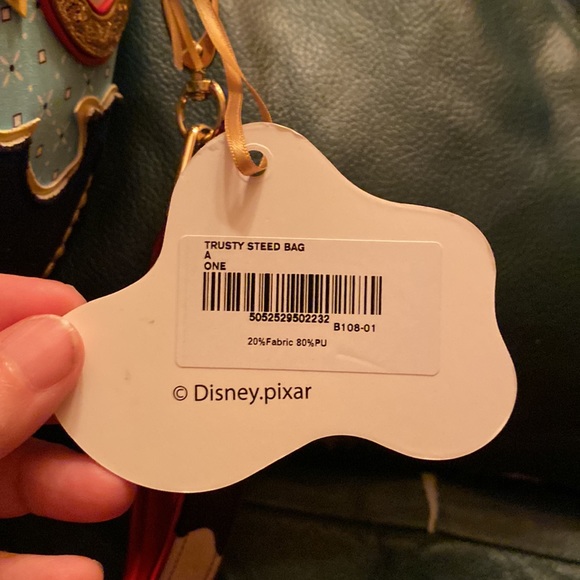 TRUSTY STEED BAG
A
ONE
5052529502232
B108-01
20%Fabric 80%PU
© Disney.pixar